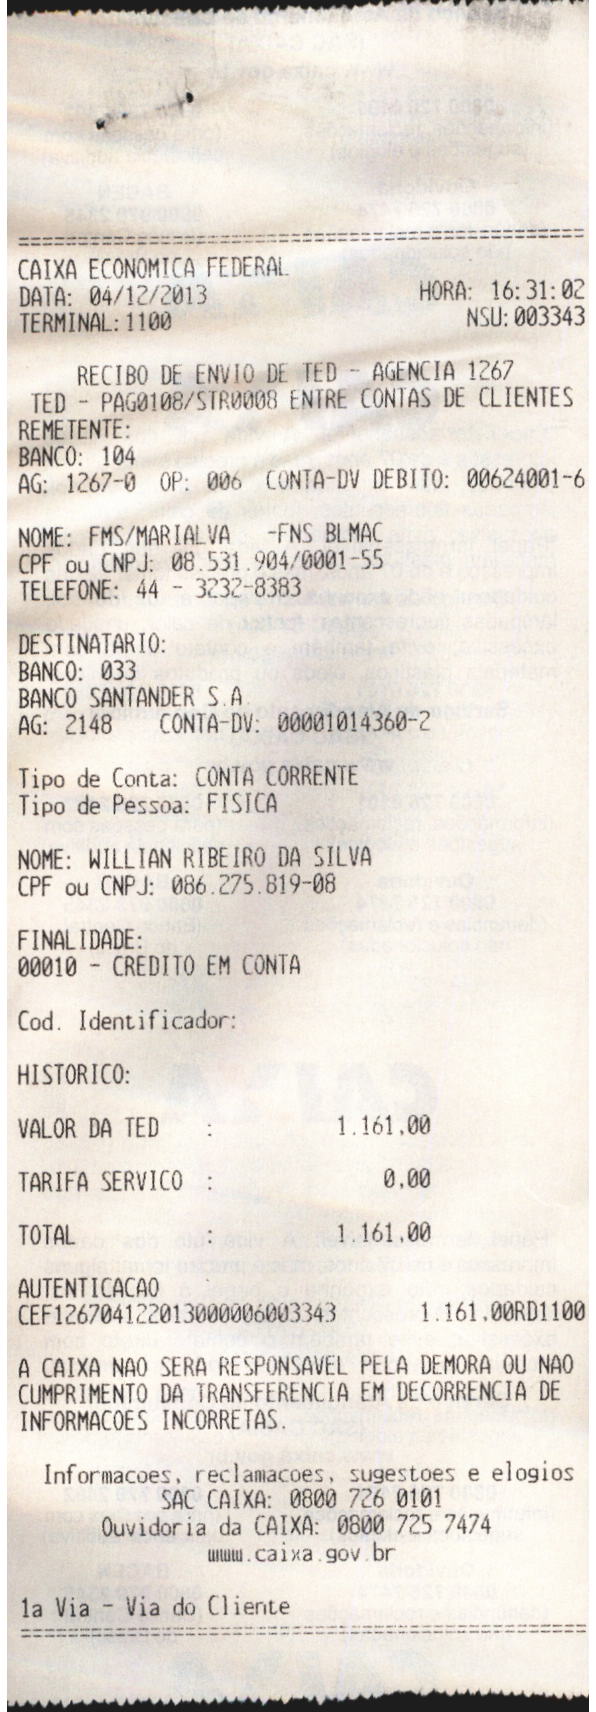 CAIXA ECONOMICA FEDERAL
DATA: 04/12/2013 HORA: 16:31:02
TERMINAL:1100 NSU:003343
RECIBO DE ENVIO DE TED - AGENCIA 1267
TED - PAG0108/STR0008 ENTRE CONTAS DE CLIENTES
REMETENTE:
BANCO: 104
AG: 1267-0 OP: 006 CONTA-DV DEBITO: 00624001-6
NOME: FMS/MARIALVA -FNS BLMAC
CPF ou CNPJ: 08.531.904/0001-55
TELEFONE: 44 - 3232-8383
DESTINATARIO:
BANCO: 033
BANCO SANTANDER S.A.
AG: 2148 CONTA-DV: 00001014360-2
Tipo de Conta: CONTA CORRENTE
Tipo de Pessoa: FISICA
NOME: WILLIAN RIBEIRO DA SILVA
CPF ou CNPJ: 086.275.819-08
FINALIDADE:
00010 - CREDITO EM CONTA
Cod. Identificador:
HISTORICO:
VALOR DA TED : 1.161,00
TARIFA SERVICO : 0,00
TOTAL : 1.161,00
AUTENTICACAO
CEF1267041220130000060033​43 1.161,00RD1100
A CAIXA NAO SERA RESPONSAVEL PELA DEMORA OU NAO
CUMPRIMENTO DA TRANSFERENCIA EM DECORRENCIA DE
INFORMACOES INCORRETAS.
Informacoes, reclamacoes, sugestoes e elogios
SAC CAIXA: 0800 726 0101
Ouvidoria da CAIXA: 0800 725 7474
www.caixa.gov.br
1a Via - Via do Cliente